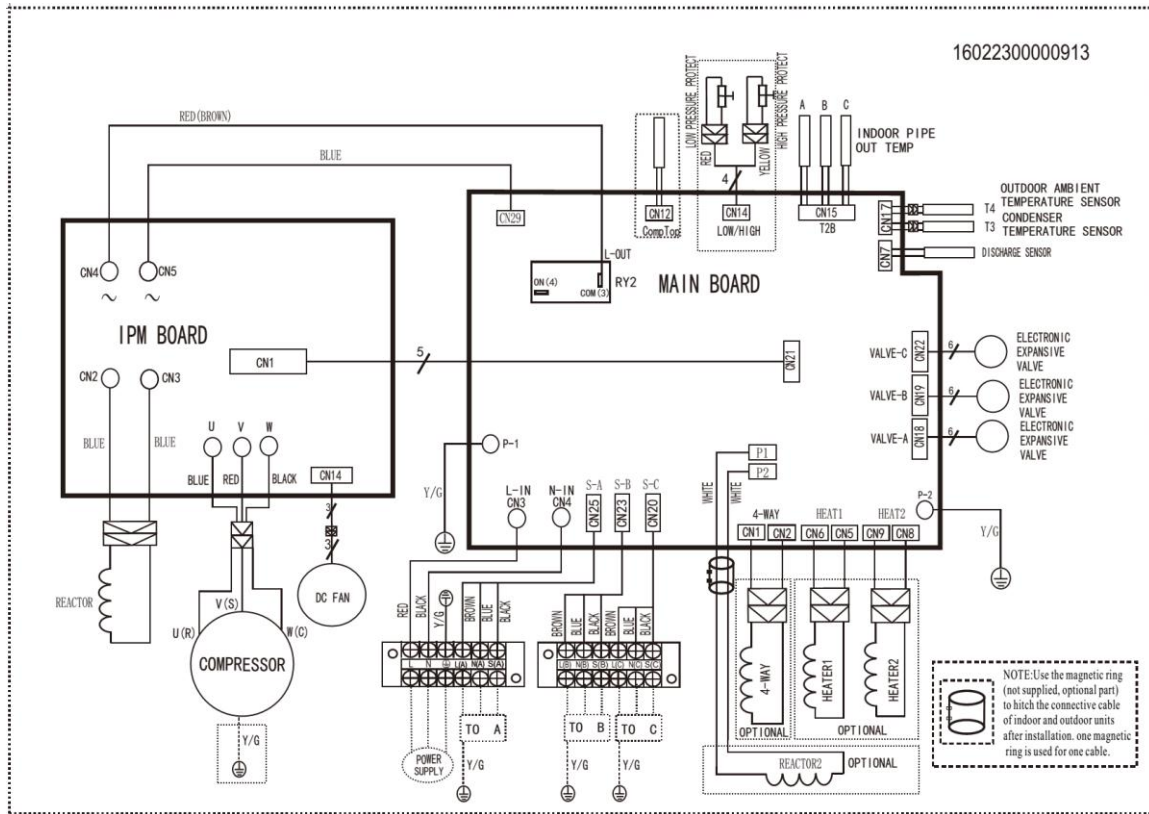 16022300000913
LOW PRESSURE PROTECT
HIGH PRESSURE PROTECT
RED(BROWN)
BLUE
RED
YELLOW
4
A B C
INDOOR PIPE
OUT TEMP
CN29
CN12
CompTop
CN14
LOW/HIGH
CN15
T2B
CN17
T4
OUTDOOR AMBIENT
TEMPERATURE SENSOR
T3
CONDENSER
TEMPERATURE SENSOR
CN7
DISCHARGE SENSOR
CN4
CN5
IPM BOARD
L-OUT
ON(4)
COM(3)
RY2
MAIN BOARD
CN1
5
CN21
CN2
CN3
VALVE-C
CN22
6
ELECTRONIC
EXPANSIVE
VALVE
VALVE-B
CN19
6
ELECTRONIC
EXPANSIVE
VALVE
VALVE-A
CN18
6
ELECTRONIC
EXPANSIVE
VALVE
U V W
BLUE
BLUE
BLUE
RED
BLACK
CN14
3
3
DC FAN
REACTOR
V(S)
U(R)
W(C)
COMPRESSOR
Y/G
P-1
Y/G
L-IN
CN3
N-IN
CN4
S-A
CN25
S-B
CN23
S-C
CN20
P1
P2
WHITE
WHITE
P-2
Y/G
4-WAY
CN1
CN2
HEAT1
CN6
CN5
HEAT2
CN9
CN8
RED
BLACK
Y/G
BROWN
BLUE
BLACK
BROWN
BLUE
BLACK
BROWN
BLUE
BLACK
L N L(A) N(A) S(A)
L(B) N(B) S(B) L(C) N(C) S(C)
POWER
SUPPLY
TO A
Y/G
TO B
Y/G
TO C
Y/G
4-WAY
OPTIONAL
HEATER1
HEATER2
OPTIONAL
REACTOR2
OPTIONAL
NOTE:Use the magnetic ring
(not supplied, optional part)
to hitch the connective cable
of indoor and outdoor units
after installation. one magnetic
ring is used for one cable.